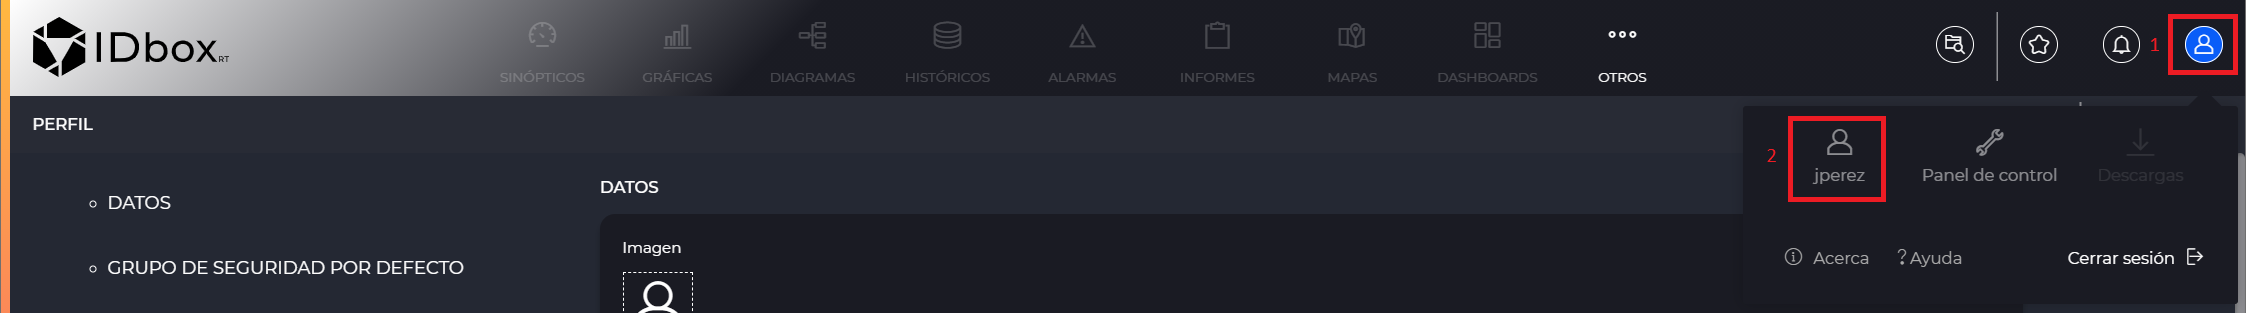 IDbox RT
SINÓPTICOS
GRÁFICAS
DIAGRAMAS
HISTÓRICOS
ALARMAS
INFORMES
MAPAS
DASHBOARDS
OTROS
1
PERFIL
2
jperez
Panel de control
Descargas
DATOS
GRUPO DE SEGURIDAD POR DEFECTO
DATOS
Imagen
Acerca
? Ayuda
Cerrar sesión